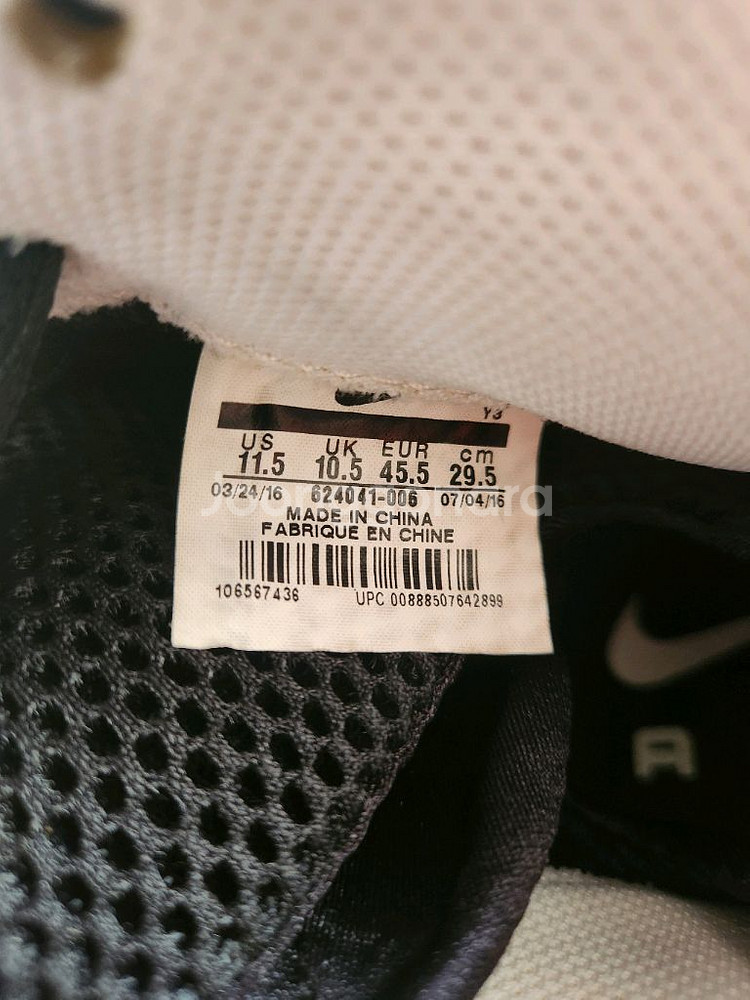 Y3
US UK EUR cm
11.5 10.5 45.5 29.5
03/24/16 624041-006 07/04/16
MADE IN CHINA
FABRIQUE EN CHINE
106567436 UPC 00888507642899
R